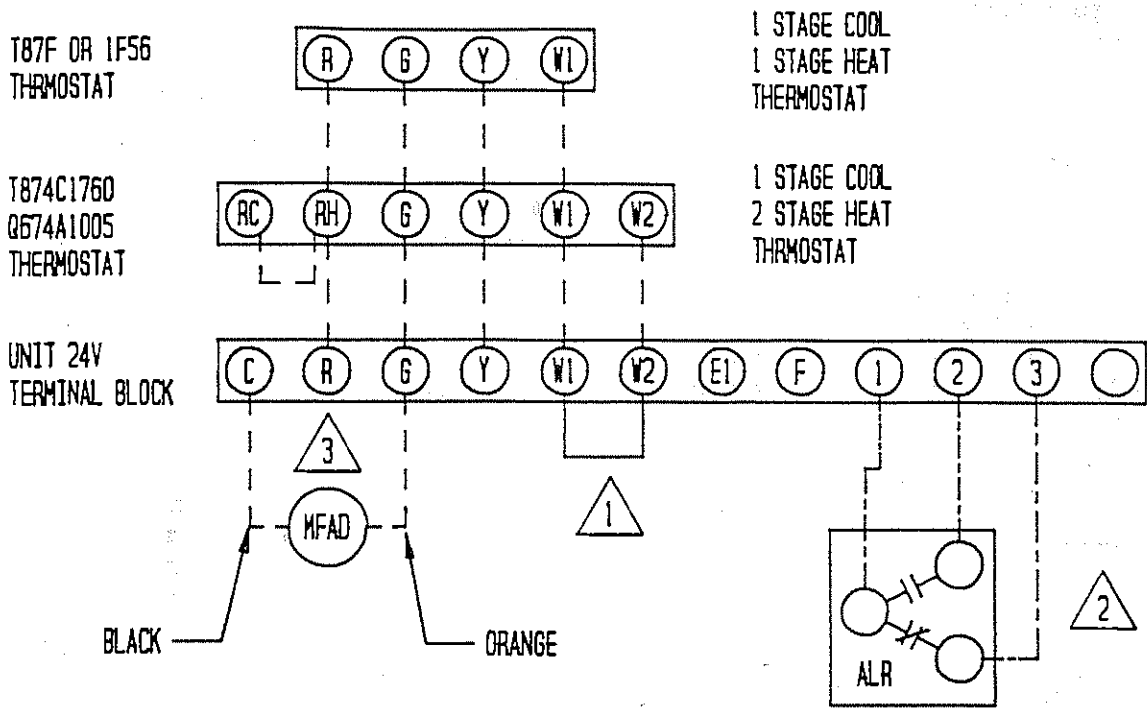 T87F OR 1F56
THRMOSTAT
R G Y W1
1 STAGE COOL
1 STAGE HEAT
THERMOSTAT
T874C1760
Q674A1005
THERMOSTAT
RC RH G Y W1 W2
1 STAGE COOL
2 STAGE HEAT
THRMOSTAT
UNIT 24V
TERMINAL BLOCK
C R G Y W1 W2 E1 F 1 2 3
3
1
2
MFAD
BLACK
ORANGE
ALR